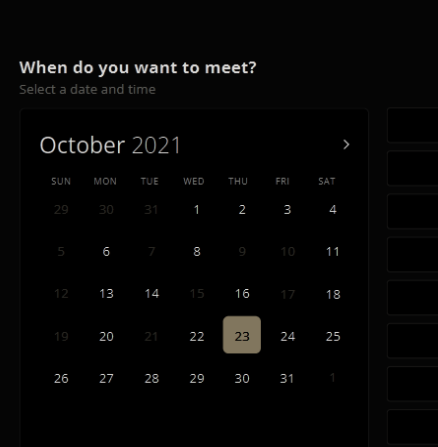 When do you want to meet?
Select a date and time
October 2021
SUN MON TUE WED THU FRI SAT
29 30 31 1 2 3 4
5 6 7 8 9 10 11
12 13 14 15 16 17 18
19 20 21 22 23 24 25
26 27 28 29 30 31 1